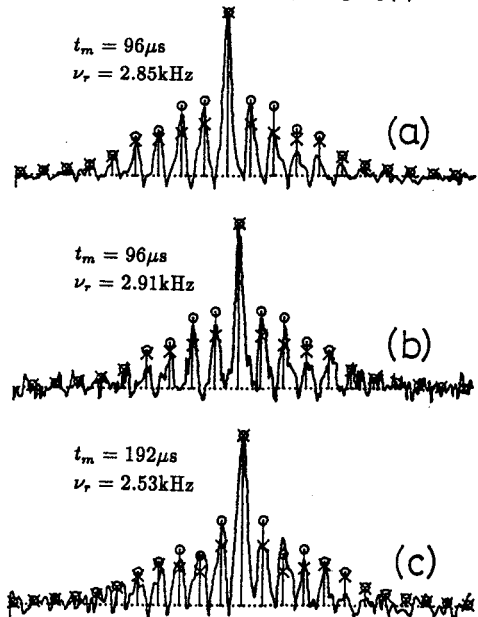 t_m = 96μs
ν_r = 2.85kHz
(a)
t_m = 96μs
ν_r = 2.91kHz
(b)
t_m = 192μs
ν_r = 2.53kHz
(c)